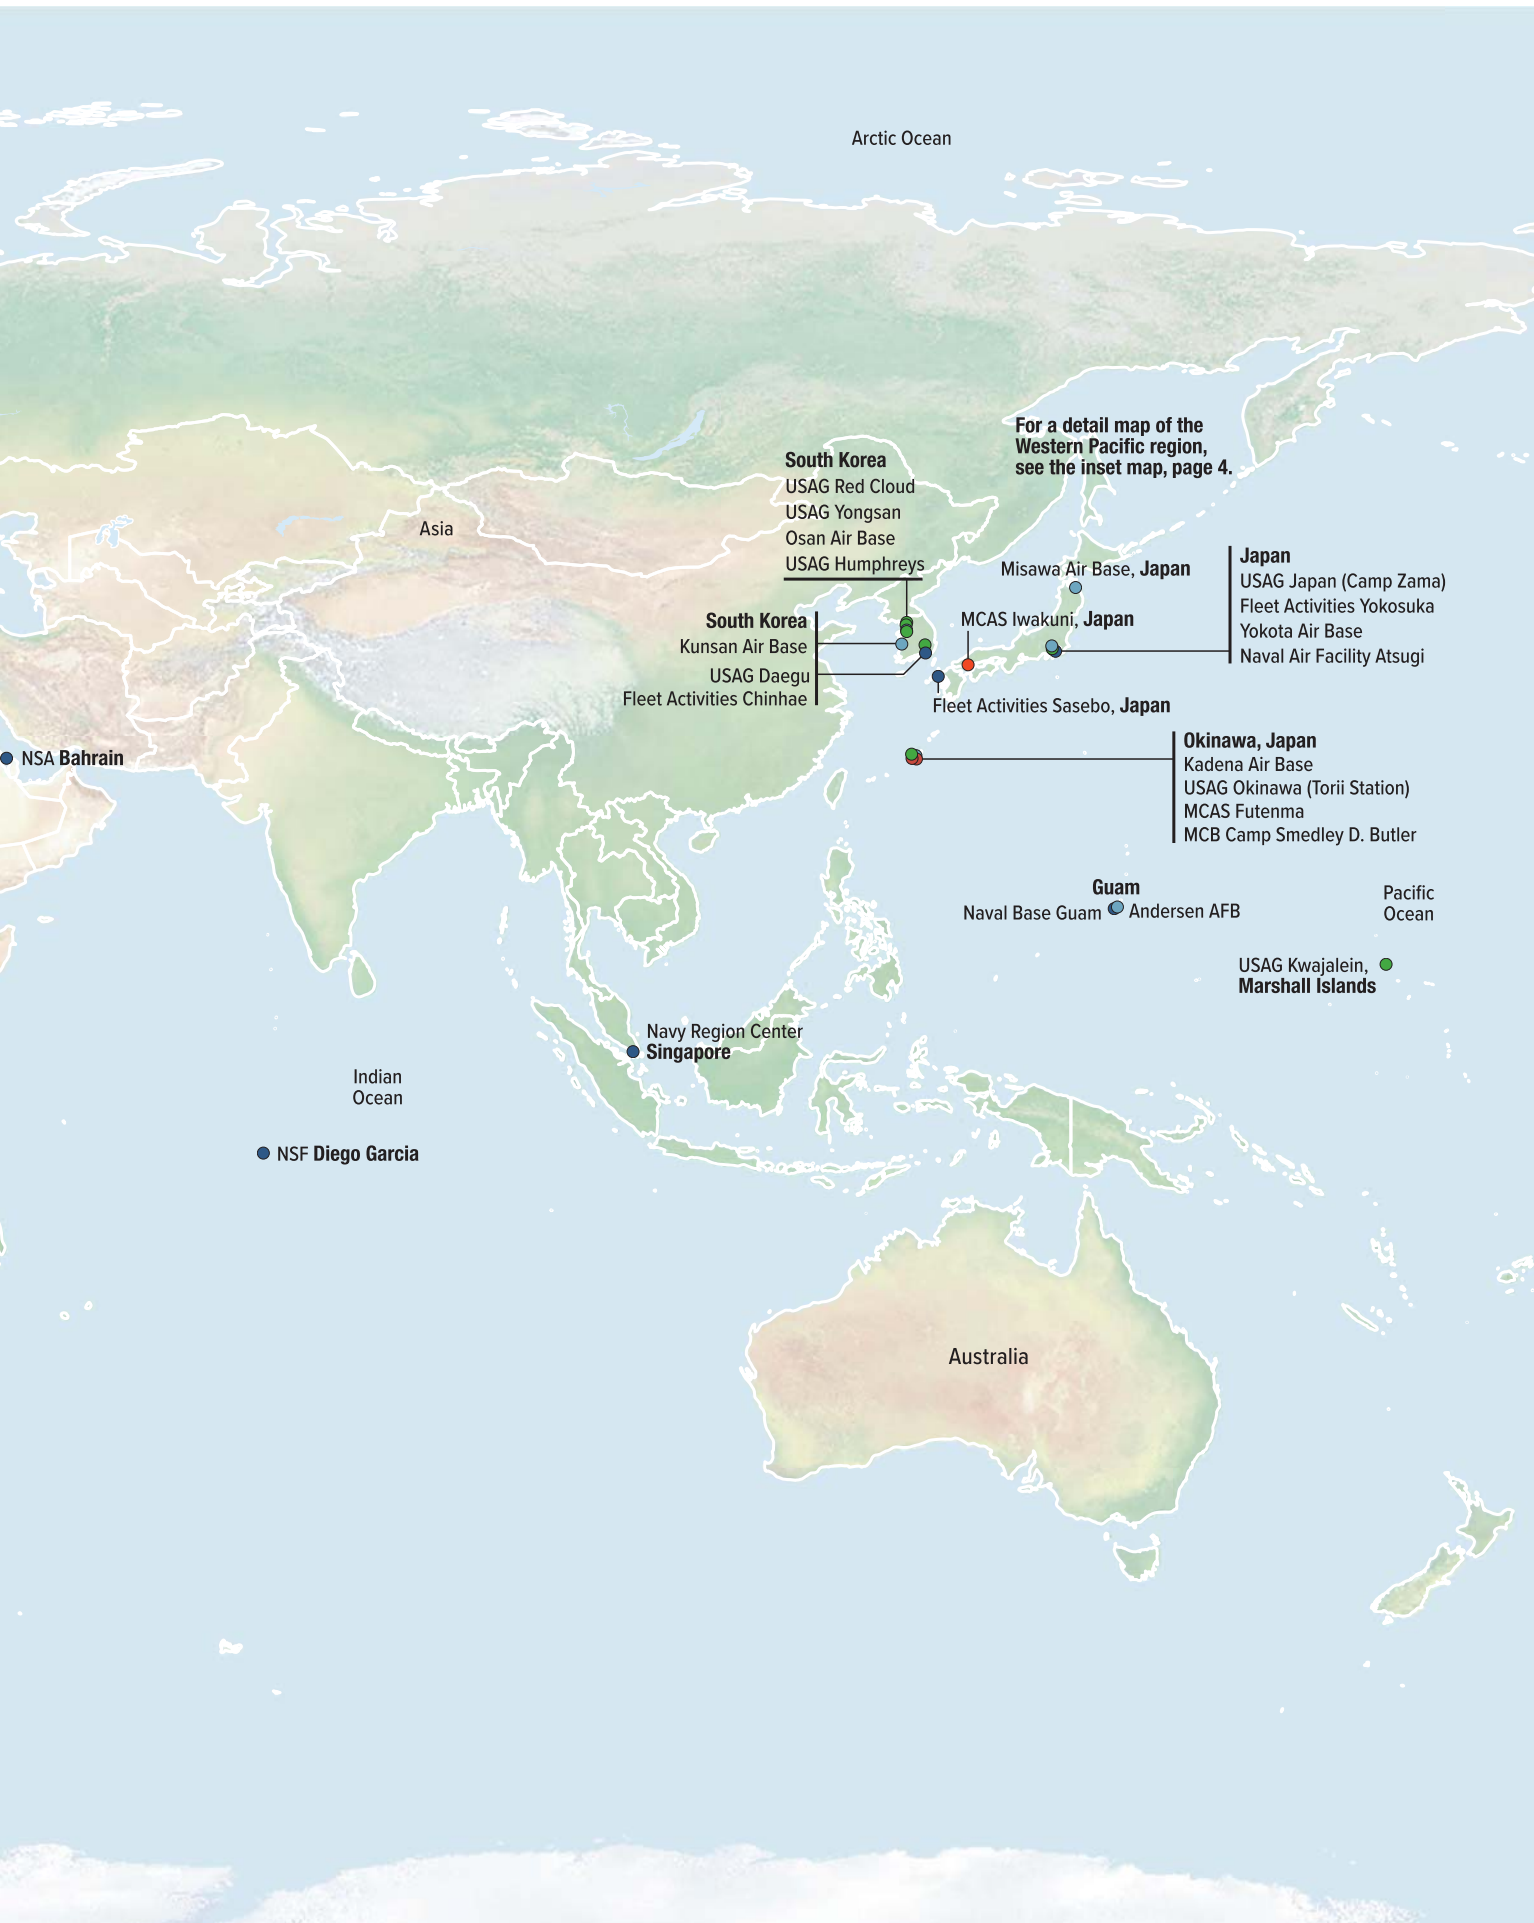 Arctic Ocean
For a detail map of the
Western Pacific region,
see the inset map, page 4.
South Korea
USAG Red Cloud
USAG Yongsan
Osan Air Base
USAG Humphreys
Asia
Misawa Air Base, Japan
Japan
USAG Japan (Camp Zama)
Fleet Activities Yokosuka
Yokota Air Base
Naval Air Facility Atsugi
MCAS Iwakuni, Japan
South Korea
Kunsan Air Base
USAG Daegu
Fleet Activities Chinhae
Fleet Activities Sasebo, Japan
NSA Bahrain
Okinawa, Japan
Kadena Air Base
USAG Okinawa (Torii Station)
MCAS Futenma
MCB Camp Smedley D. Butler
Guam
Naval Base Guam
Andersen AFB
Pacific
Ocean
USAG Kwajalein,
Marshall Islands
Navy Region Center
Singapore
Indian
Ocean
NSF Diego Garcia
Australia